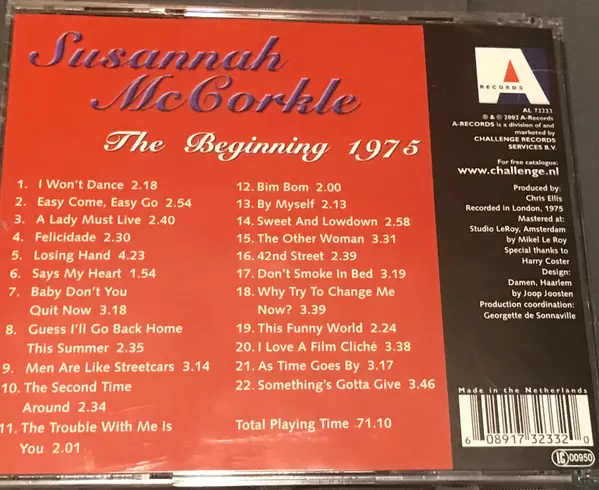 Susannah
McCorkle
The Beginning 1975
1. I Won't Dance 2.18
2. Easy Come, Easy Go 2.54
3. A Lady Must Live 2.40
4. Felicidade 2.30
5. Losing Hand 4.23
6. Says My Heart 1.54
7. Baby Don't You
Quit Now 3.18
8. Guess I'll Go Back Home
This Summer 2.35
9. Men Are Like Streetcars 3.14
10. The Second Time
Around 2.34
11. The Trouble With Me Is
You 2.01
12. Bim Bom 2.00
13. By Myself 2.13
14. Sweet And Lowdown 2.58
15. The Other Woman 3.31
16. 42nd Street 2.39
17. Don't Smoke In Bed 3.19
18. Why Try To Change Me
Now? 3.39
19. This Funny World 2.24
20. I Love A Film Cliché 3.38
21. As Time Goes By 3.17
22. Something's Gotta Give 3.46
Total Playing Time 71.10
A
RECORDS
AL 73233
℗ & © 2002 A-Records
A-RECORDS is a division of and
marketed by
CHALLENGE RECORDS
SERVICES B.V.
For free catalogue:
www.challenge.nl
Produced by:
Chris Ellis
Recorded in London, 1975
Mastered at:
Studio LeRoy, Amsterdam
by Mikel Le Roy
Special thanks to
Harry Coster
Design:
Damen, Haarlem
by Joop Joosten
Production coordination:
Georgette de Sonnaville
Made in the Netherlands
6 08917 32332 0
LC 00950